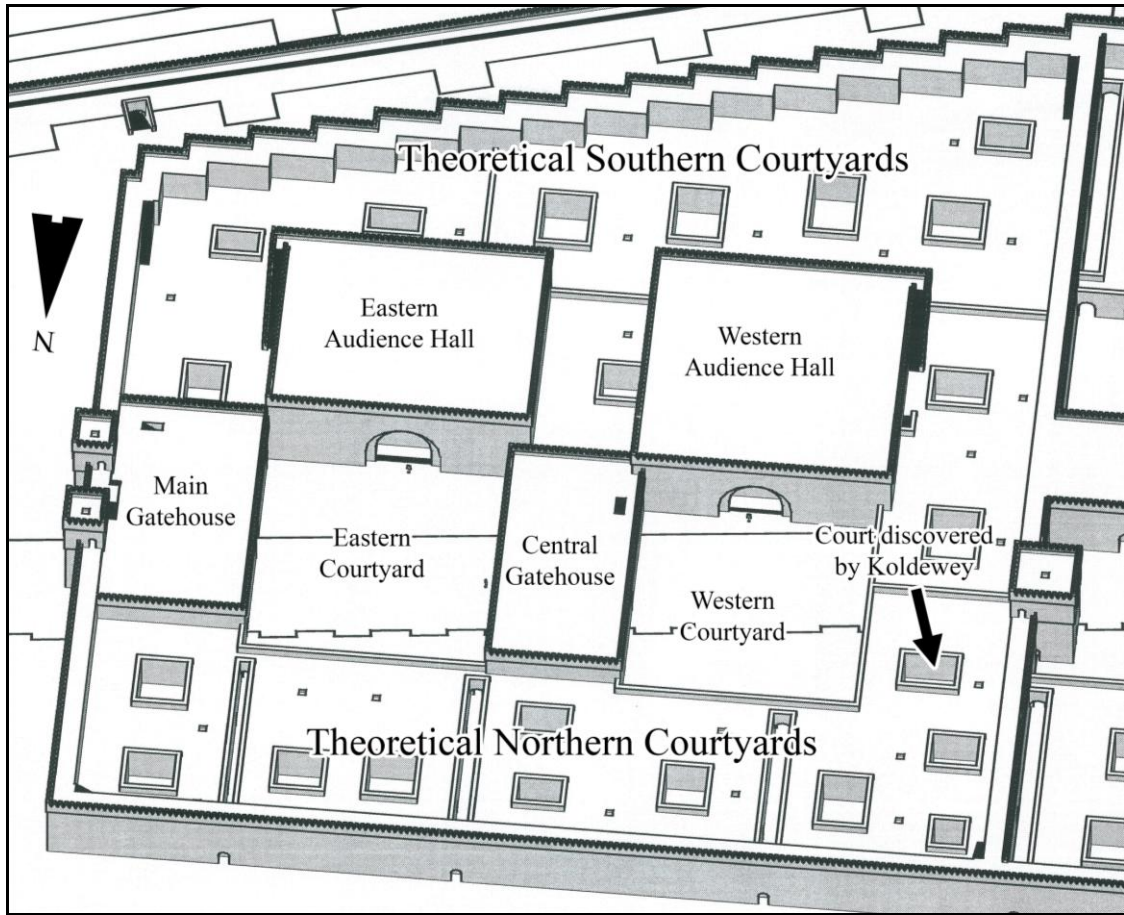 Theoretical Southern Courtyards
Eastern
Audience Hall
Western
Audience Hall
N
Main
Gatehouse
Eastern
Courtyard
Central
Gatehouse
Western
Courtyard
Court discovered
by Koldewey
Theoretical Northern Courtyards